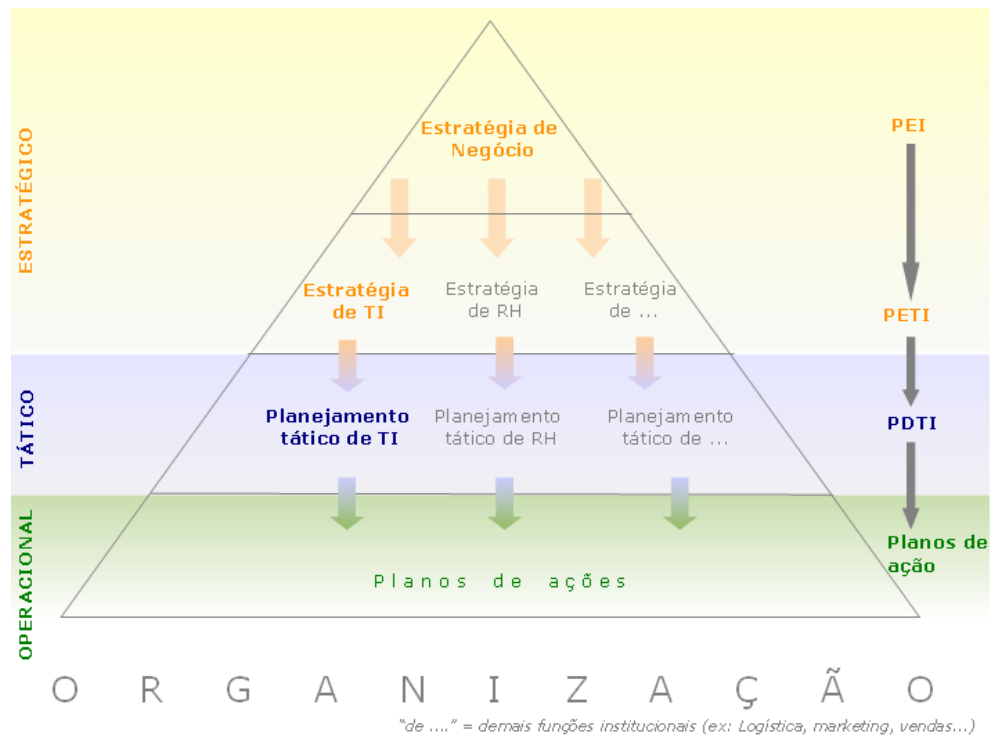 ESTRATÉGICO
Estratégia de
Negócio
PEI
Estratégia
de TI
Estratégia
de RH
Estratégia
de ...
PETI
TÁTICO
Planejamento
tático de TI
Planejamento
tático de RH
Planejamento
tático de ...
PDTI
OPERACIONAL
Planos de ações
Planos de
ação
ORGANIZAÇÃO
"de ...." = demais funções institucionais (ex: Logística, marketing, vendas...)